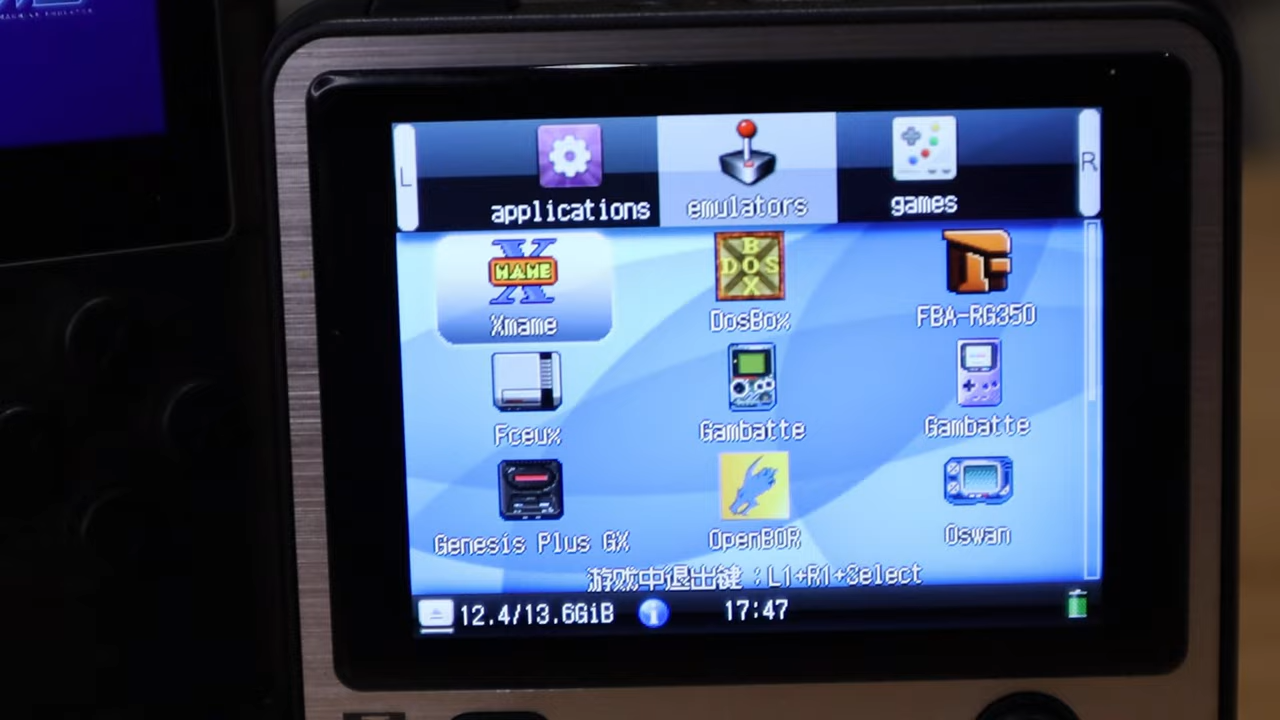 L
R
applications emulators games
MAME
BOX
DOS
Xmame DosBox FBA-RG350
Fceux Gambatte Gambatte
Genesis Plus GX OpenBOR Oswan
游戏中退出键:L1+R1+Select
12.4/13.6GiB 17:47